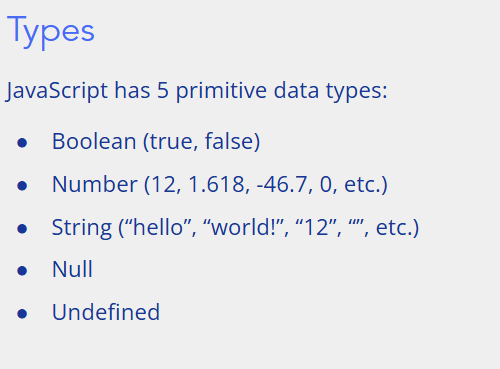 Types
JavaScript has 5 primitive data types:
● Boolean (true, false)
● Number (12, 1.618, -46.7, 0, etc.)
● String (“hello”, “world!”, “12”, “”, etc.)
● Null
● Undefined